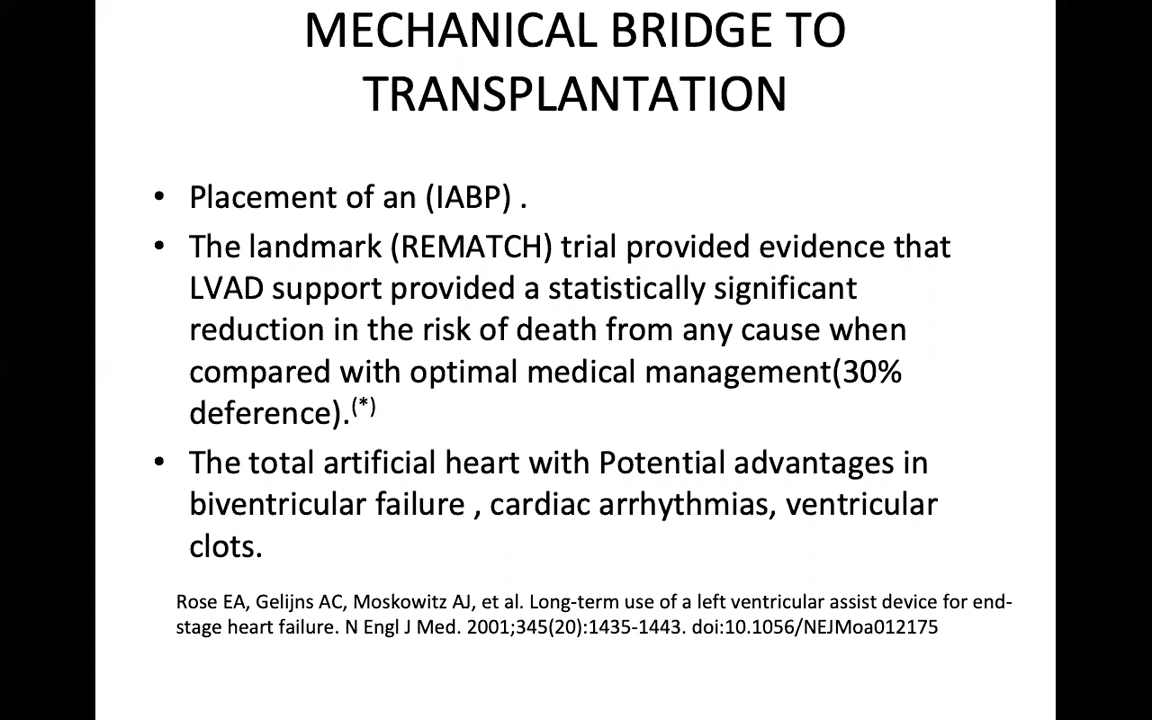 MECHANICAL BRIDGE TO
TRANSPLANTATION
• Placement of an (IABP) .
• The landmark (REMATCH) trial provided evidence that
LVAD support provided a statistically significant
reduction in the risk of death from any cause when
compared with optimal medical management(30%
deference).(*)
• The total artificial heart with Potential advantages in
biventricular failure , cardiac arrhythmias, ventricular
clots.
Rose EA, Gelijns AC, Moskowitz AJ, et al. Long-term use of a left ventricular assist device for end-
stage heart failure. N Engl J Med. 2001;345(20):1435-1443. doi:10.1056/NEJMoa012175